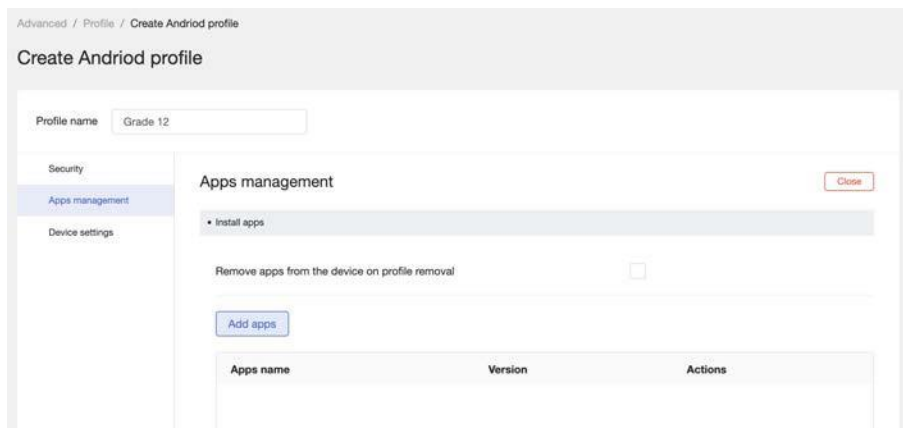 Advanced / Profile / Create Andriod profile
Create Andriod profile
Profile name Grade 12
Security
Apps management
Device settings
Apps management
Close
• Install apps
Remove apps from the device on profile removal
Add apps
Apps name Version Actions